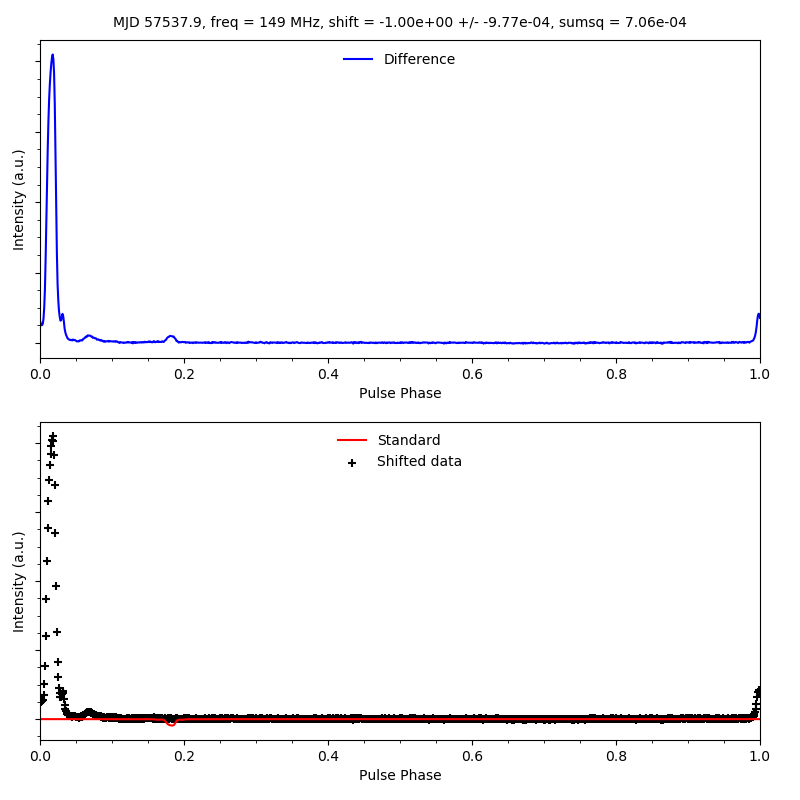 MJD 57537.9, freq = 149 MHz, shift = -1.00e+00 +/- -9.77e-04, sumsq = 7.06e-04
Difference
Intensity (a.u.)
0.0 0.2 0.4 0.6 0.8 1.0
Pulse Phase
Standard
Shifted data
Intensity (a.u.)
0.0 0.2 0.4 0.6 0.8 1.0
Pulse Phase